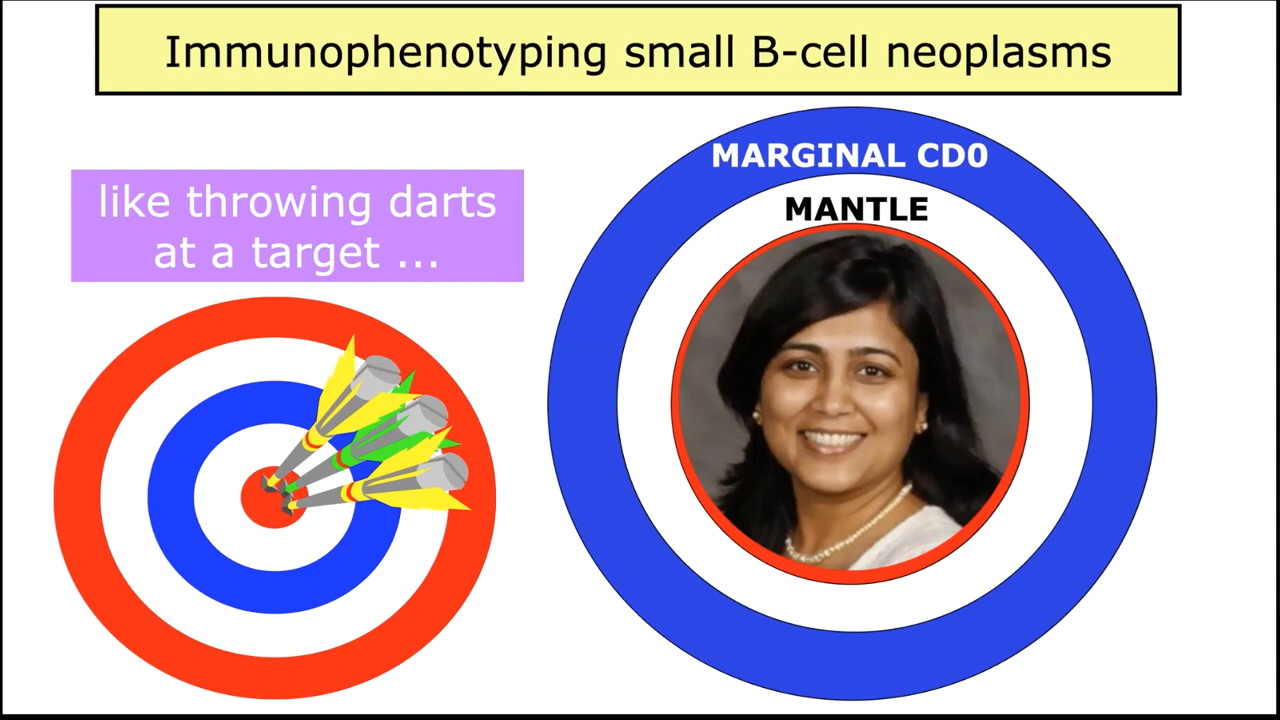 Immunophenotyping small B-cell neoplasms
like throwing darts
at a target ...
MARGINAL CD0
MANTLE